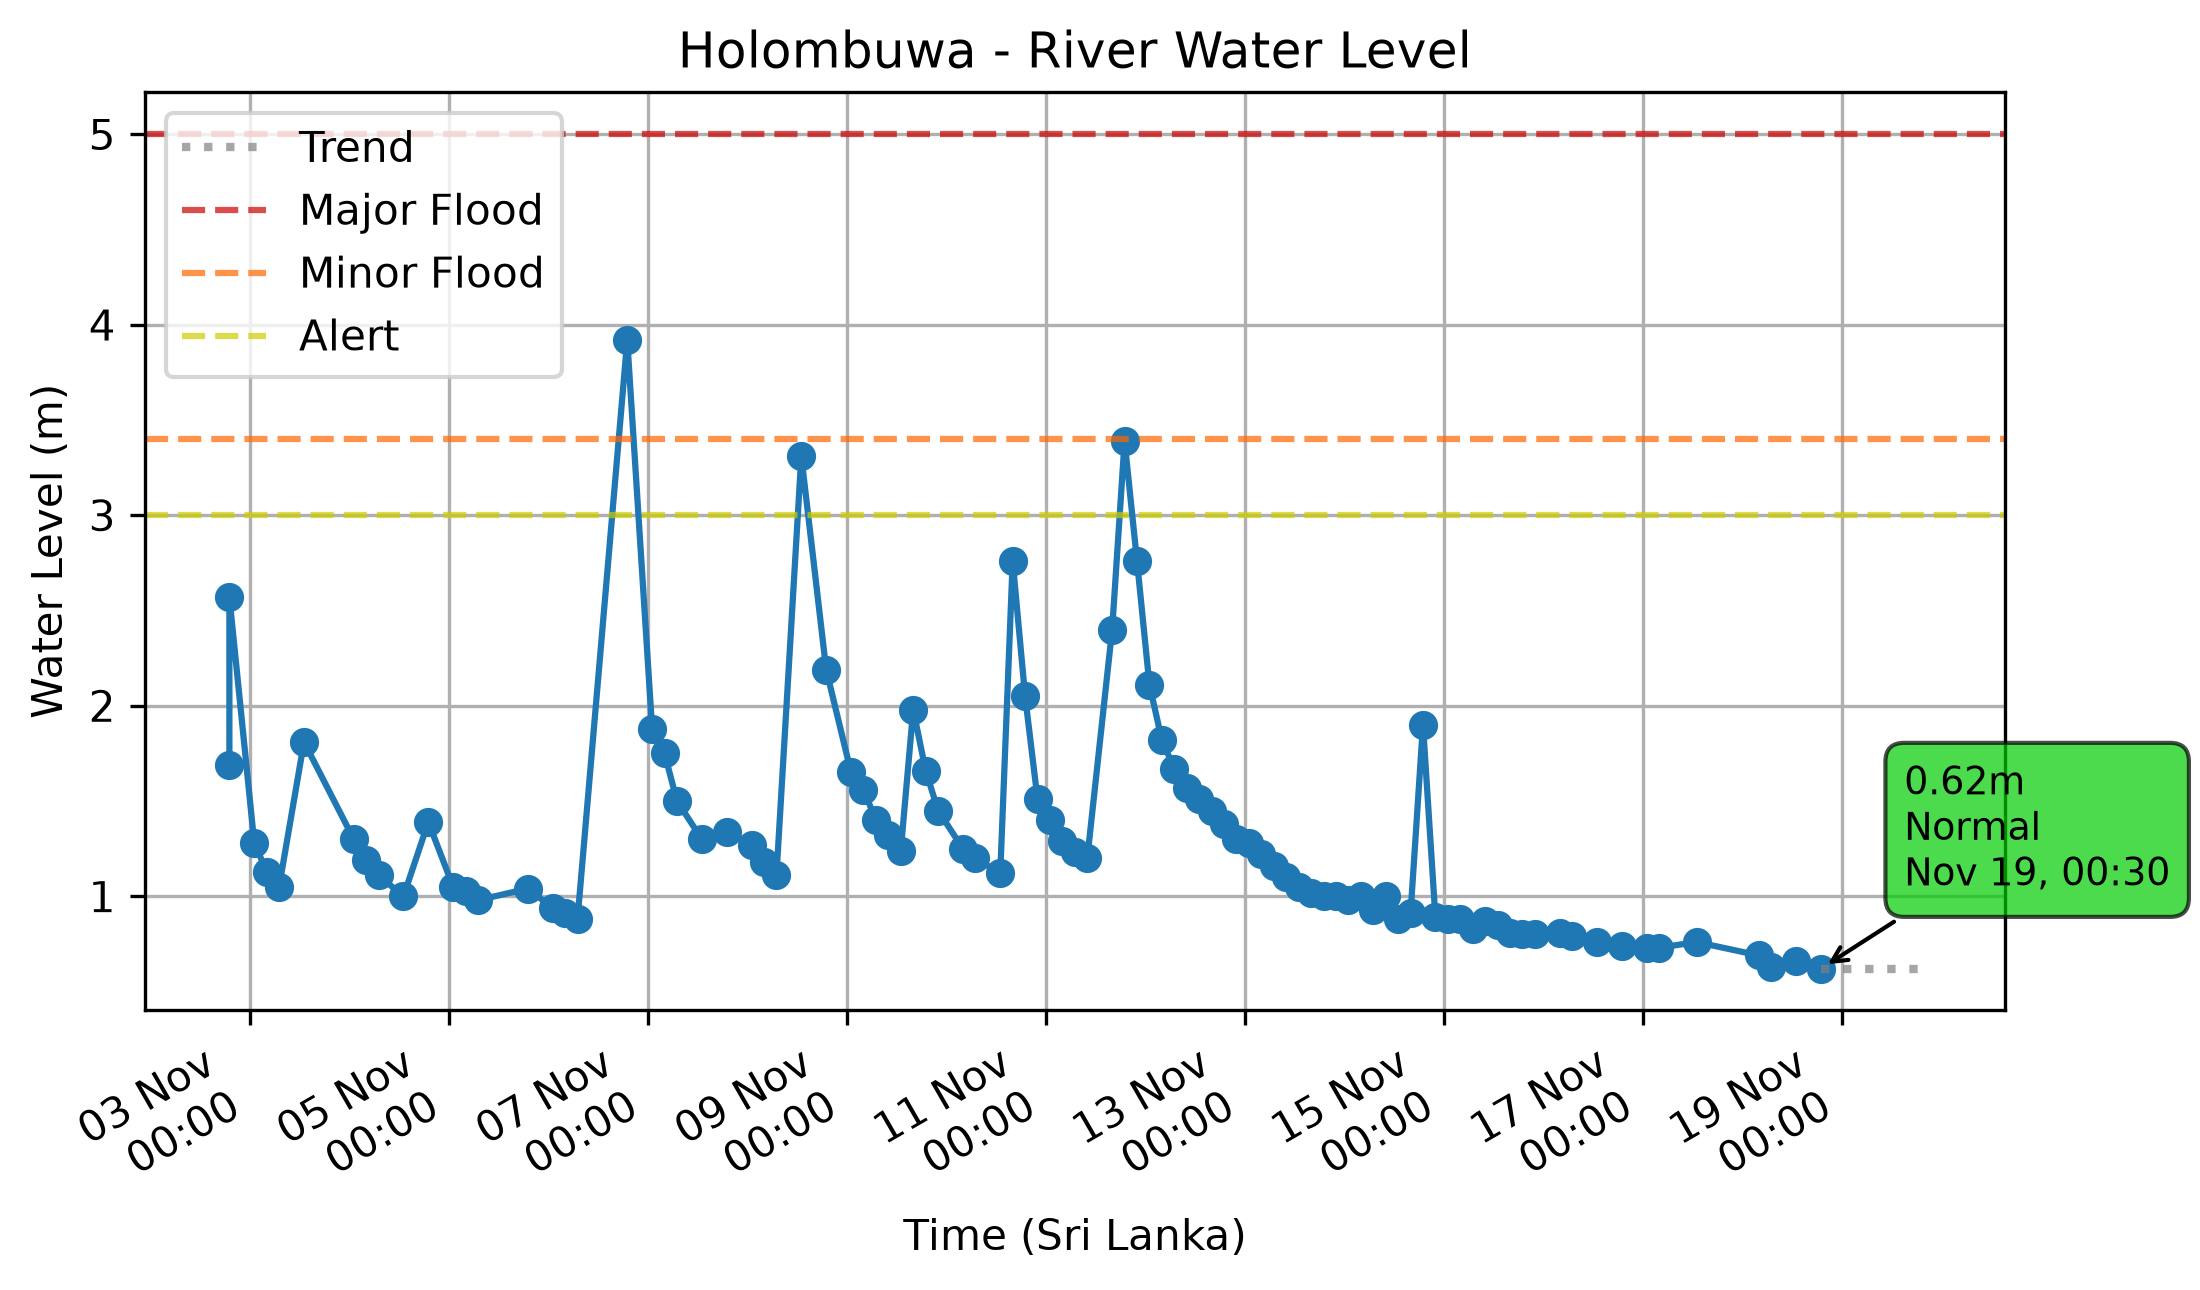 Holombuwa - River Water Level
Trend
Major Flood
Minor Flood
Alert
5
4
3
2
1
Water Level (m)
0.62m
Normal
Nov 19, 00:30
03 Nov
00:00
05 Nov
00:00
07 Nov
00:00
09 Nov
00:00
11 Nov
00:00
13 Nov
00:00
15 Nov
00:00
17 Nov
00:00
19 Nov
00:00
Time (Sri Lanka)